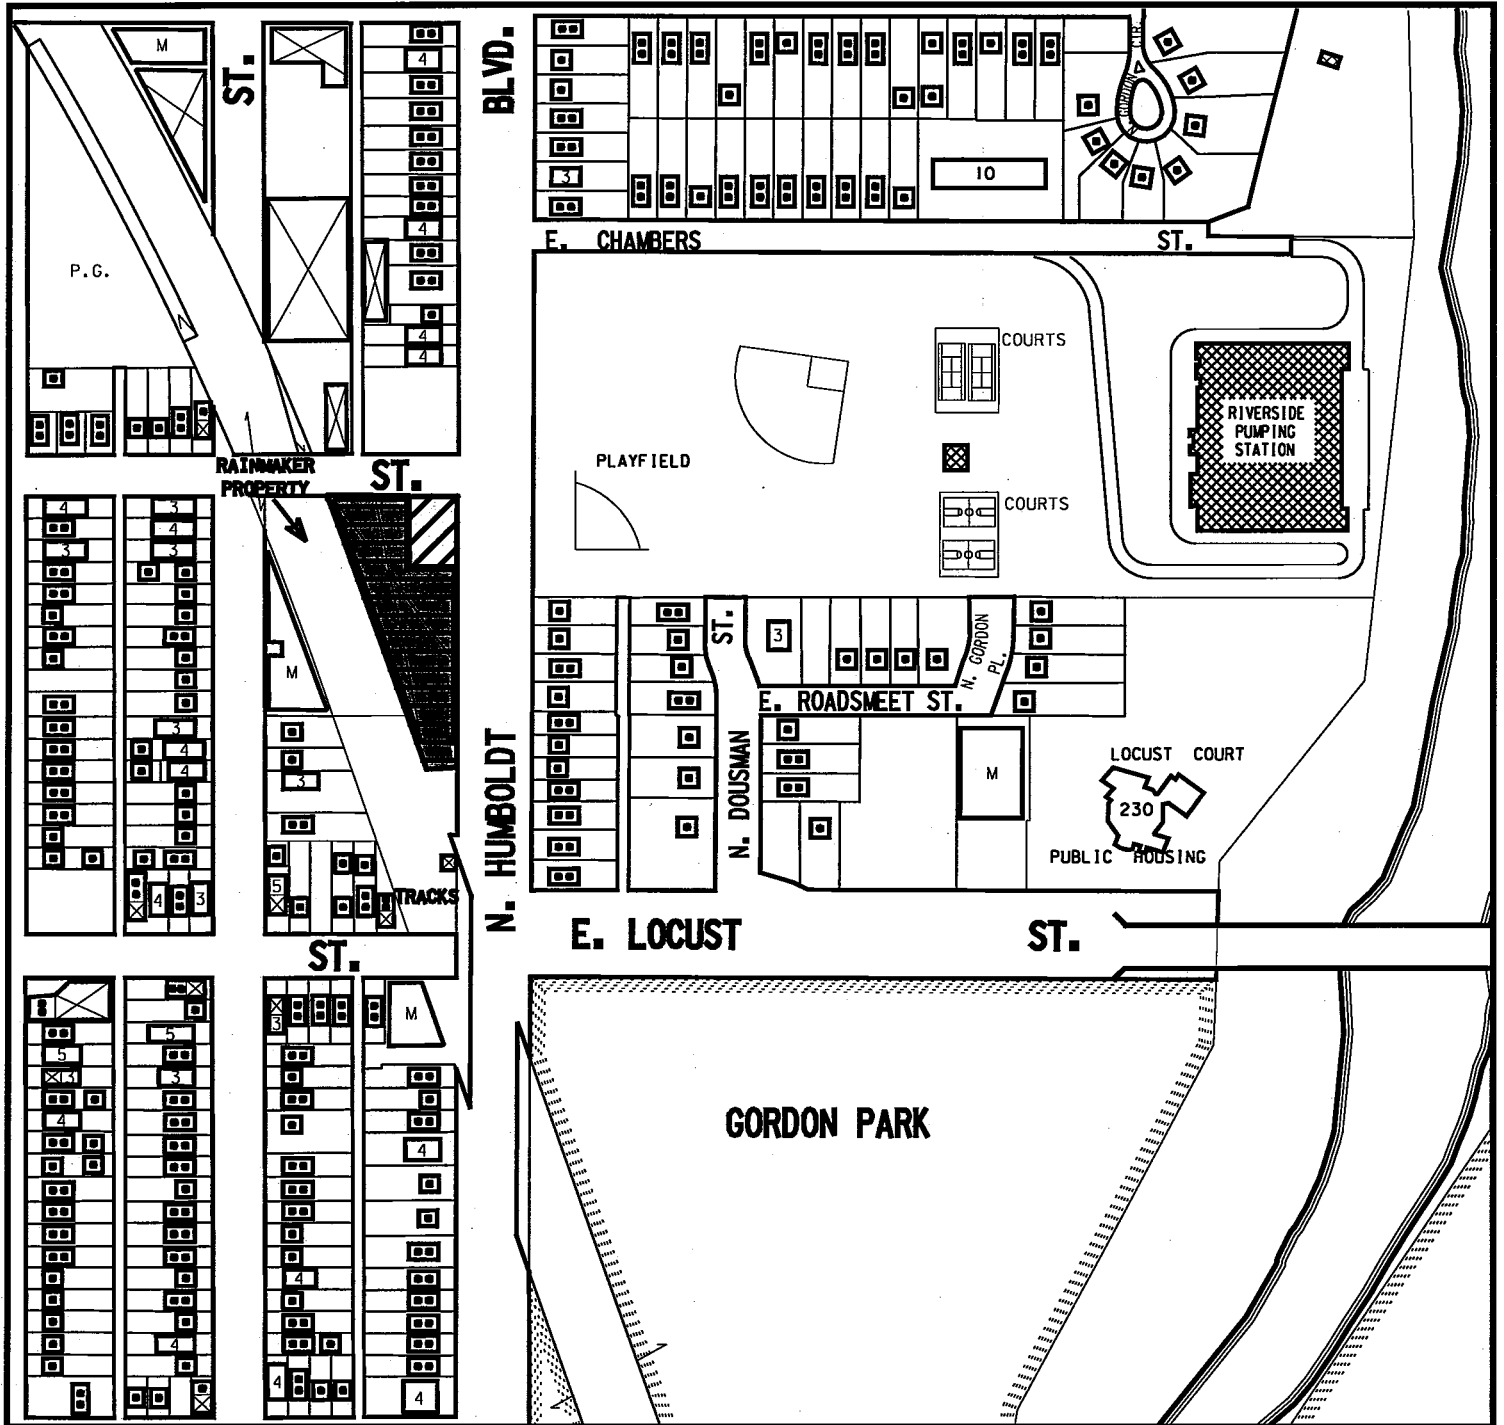 M
ST.
4
BLVD.
N. GORDON CIR.
3
10
4
E. CHAMBERS ST.
P.G.
4
4
COURTS
RIVERSIDE
PUMPING
STATION
PLAYFIELD
RAINMAKER
PROPERTY
ST.
COURTS
4
3
4
3
3
M
ST.
3
N. GORDON
PL.
E. ROADSMEET ST.
3
4
4
3
N. HUMBOLDT
N. DOUSMAN
M
LOCUST COURT
230
PUBLIC HOUSING
5
4
3
TRACKS
E. LOCUST ST.
ST.
M
3
5
5
3
3
4
4
GORDON PARK
4
4
4
4